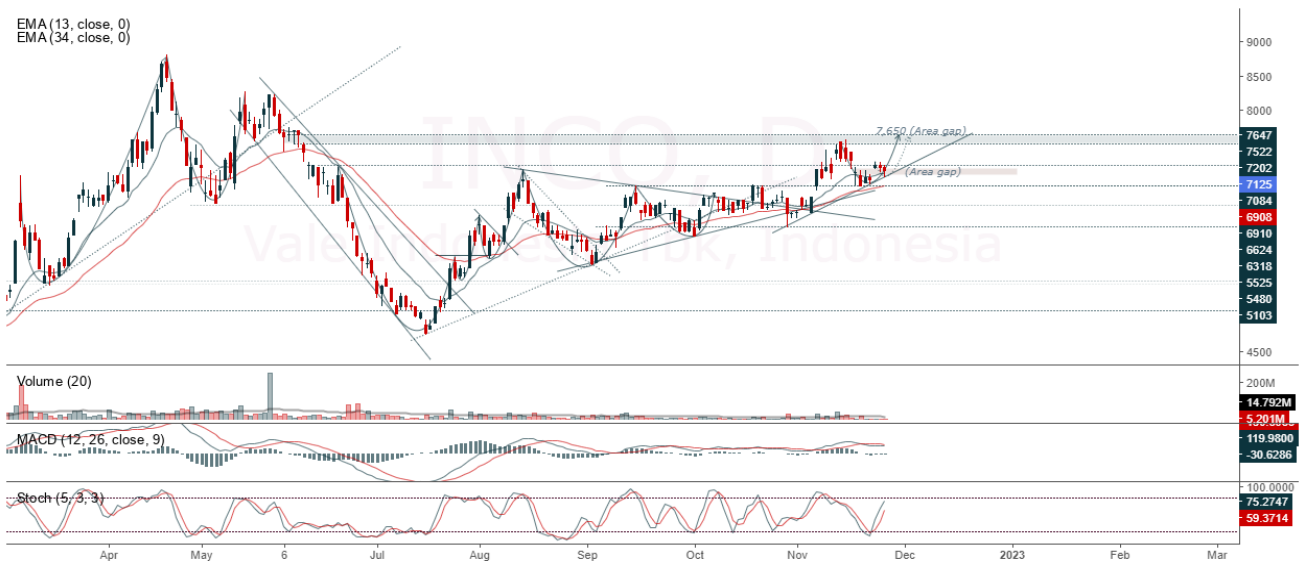 EMA (13, close, 0)
EMA (34, close, 0)
INCO, D
Vale Indonesia Tbk, Indonesia
7,650 (Area gap)
(Area gap)
9000
8500
8000
7647
7522
7202
7125
7084
6908
6910
6624
6318
5525
5480
5103
4500
Volume (20)
200M
14.792M
5.201M
MACD (12, 26, close, 9)
119.9800
-30.6286
Stoch (5, 3, 3)
100.0000
75.2747
59.3714
Apr May 6 Jul Aug Sep Oct Nov Dec 2023 Feb Mar